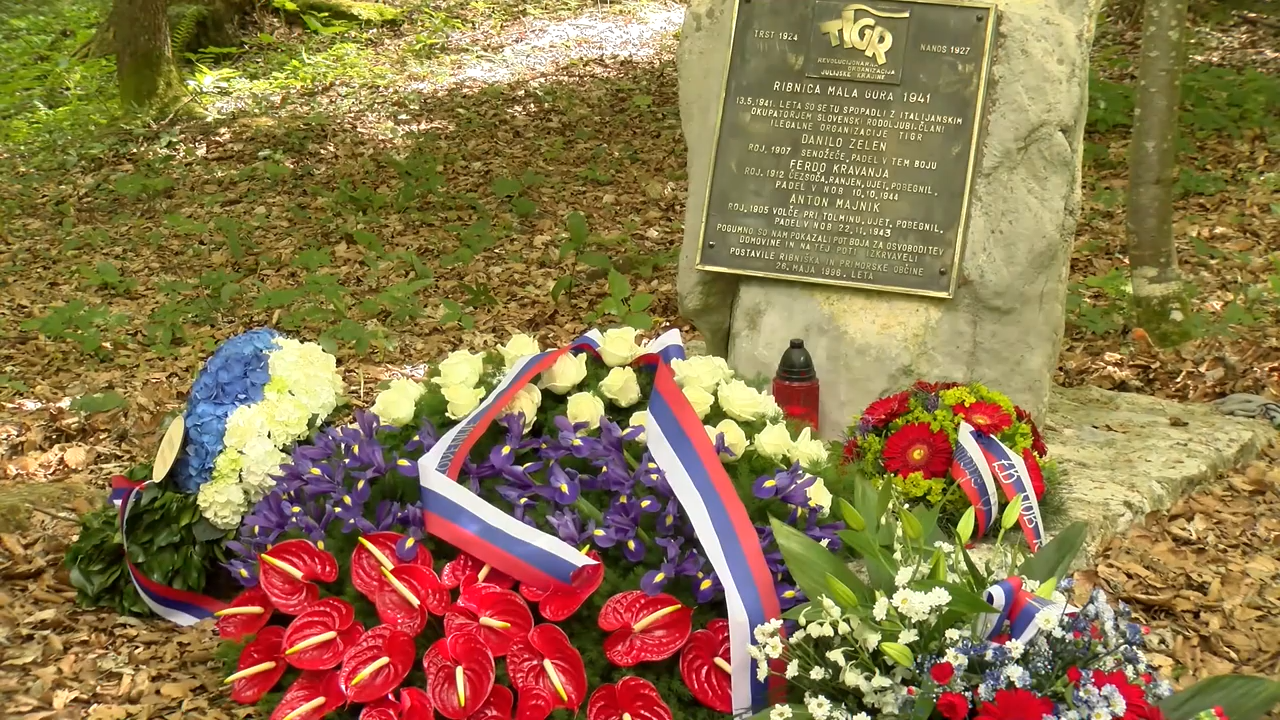 TRST 1924
TIGR
NANOS 1927
REVOLUCIONARNA
ORGANIZACIJA
JULIJSKE KRAJINE
RIBNICA MALA GORA 1941
13.5.1941. LETA SO SE TU SPOPADLI Z ITALIJANSKIM
OKUPATORJEM SLOVENSKI RODOLJUBI-ČLANI
ILEGALNE ORGANIZACIJE TIGR
DANILO ZELEN
ROJ. 1907 SENOŽEČE, PADEL V TEM BOJU
FERDO KRAVANJA
ROJ. 1912 ČEZSOČA, RANJEN, UJET, POBEGNIL.
PADEL V NOB 10.10.1944
ANTON MAJNIK
ROJ. 1905 VOLČE PRI TOLMINU, UJET, POBEGNIL.
PADEL V NOB 22.11.1943
POGUMNO SO NAM POKAZALI POT BOJA ZA OSVOBODITEV
DOMOVINE IN NA TEJ POTI IZKRVAVELI
POSTAVILE RIBNIŠKA IN PRIMORSKE OBČINE
26. MAJA 1996. LETA
ZB NOB